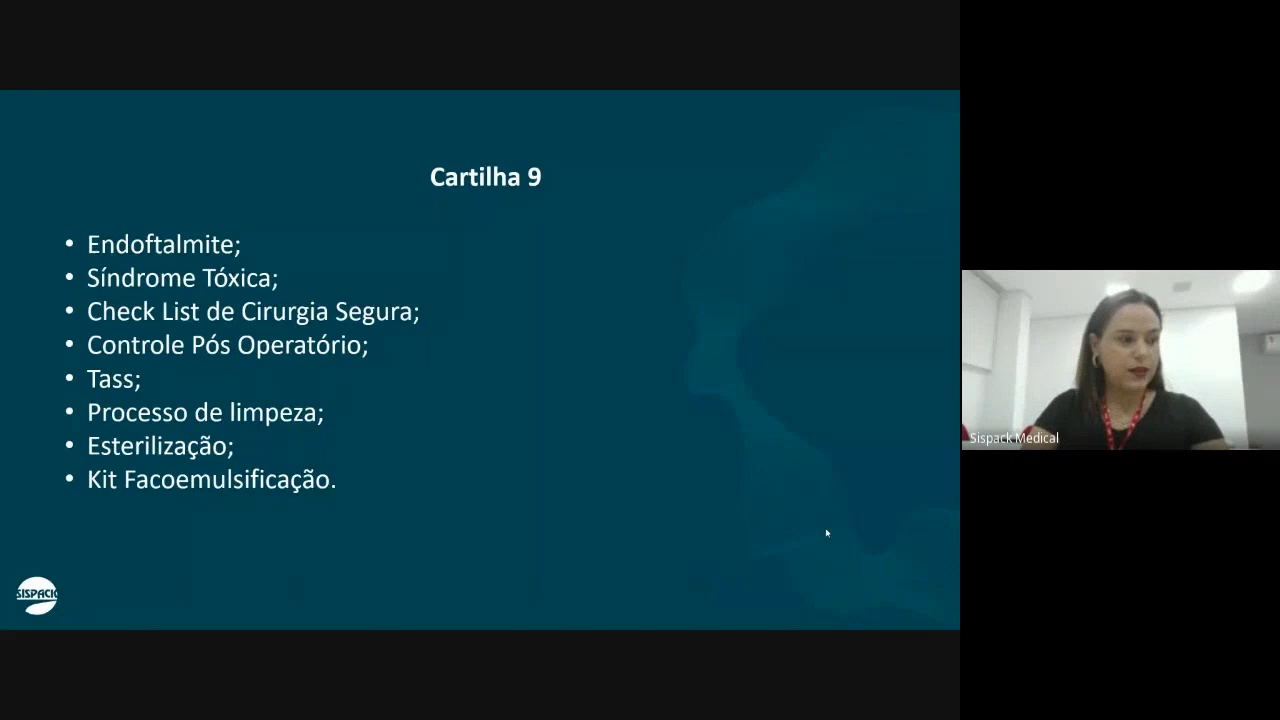 Cartilha 9
• Endoftalmite;
• Síndrome Tóxica;
• Check List de Cirurgia Segura;
• Controle Pós Operatório;
• Tass;
• Processo de limpeza;
• Esterilização;
• Kit Facoemulsificação.
SISPACK
Sispack Medical